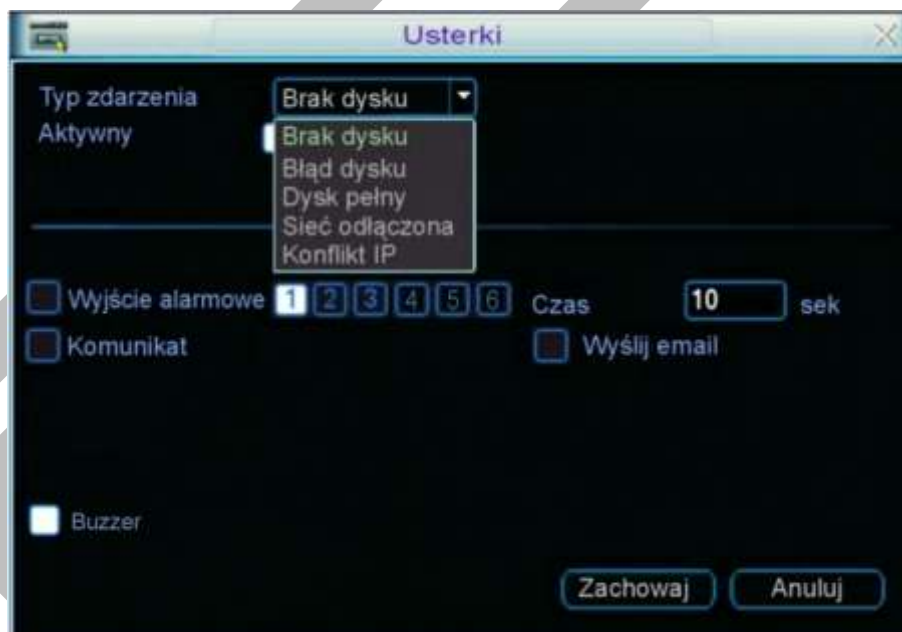 Usterki
Typ zdarzenia Brak dysku
Aktywny Brak dysku
Błąd dysku
Dysk pełny
Sieć odłączona
Konflikt IP
Wyjście alarmowe 1 2 3 4 5 6 Czas 10 sek
Komunikat Wyślij email
Buzzer
Zachowaj Anuluj